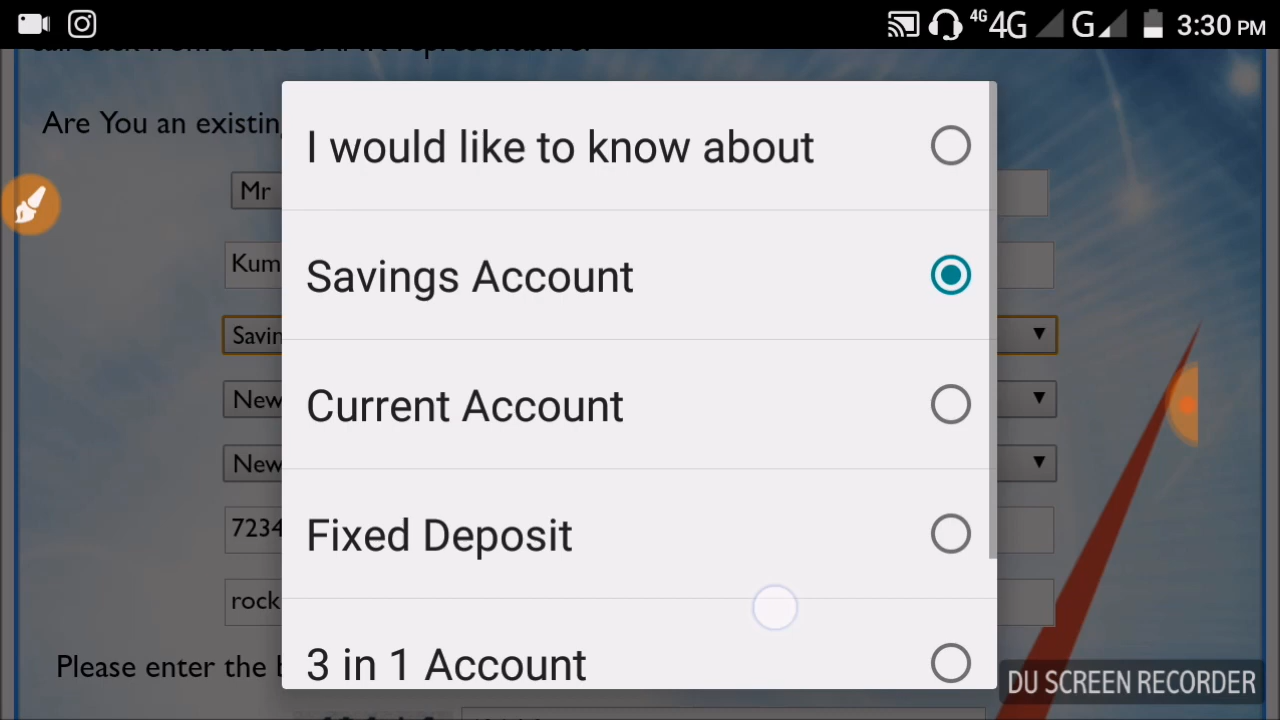 4G 4G G 3:30 PM
Are You an existin
I would like to know about
Mr
Kum
Savings Account
Savin
Current Account
New
New
Fixed Deposit
7234
rock
3 in 1 Account
Please enter the b
DU SCREEN RECORDER